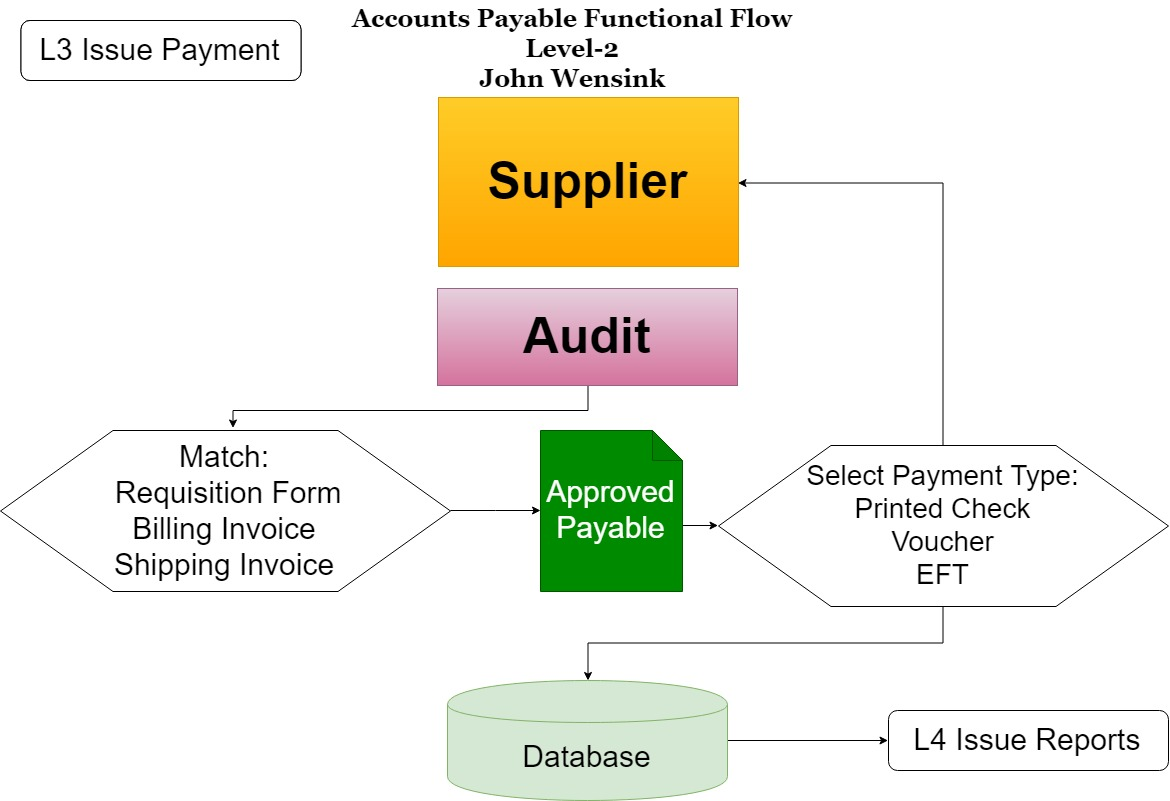 Accounts Payable Functional Flow
Level-2
John Wensink
L3 Issue Payment
Supplier
Audit
Match:
Requisition Form
Billing Invoice
Shipping Invoice
Approved
Payable
Select Payment Type:
Printed Check
Voucher
EFT
Database
L4 Issue Reports